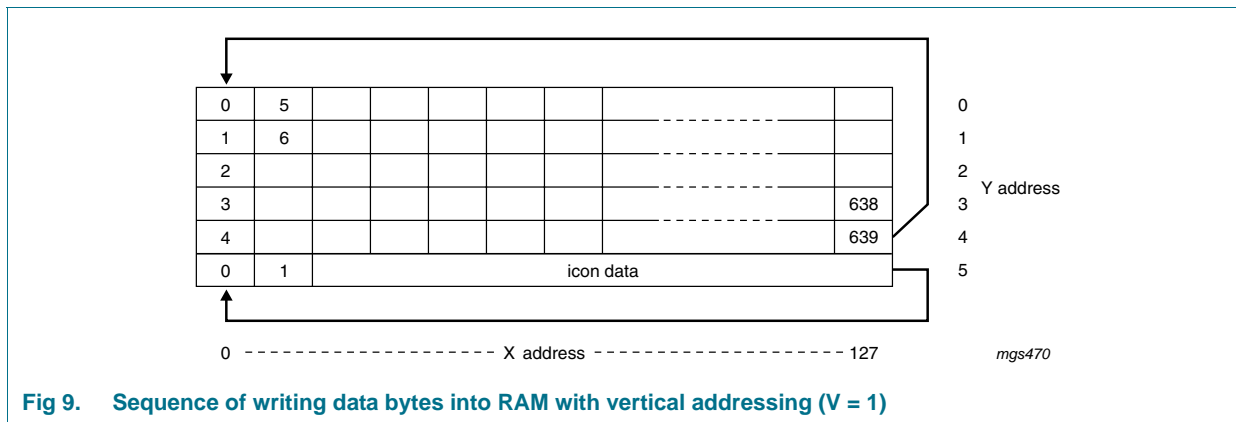 0 5 0
1 6 1
2 2
Y address
3 638 3
4 639 4
0 1 icon data 5
0 X address 127 mgs470
Fig 9. Sequence of writing data bytes into RAM with vertical addressing (V = 1)